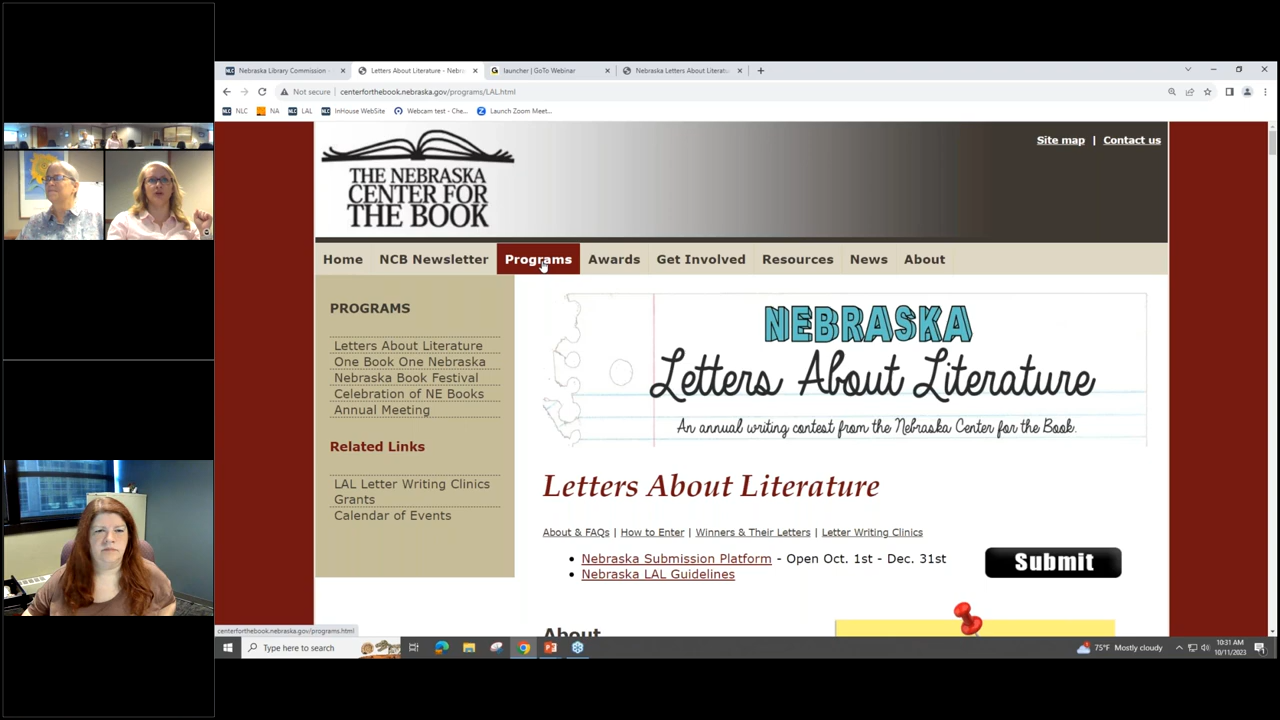 Nebraska Library Commission -
Letters About Literature - Nebra
launcher | GoTo Webinar
Nebraska Letters About Literatu
Not secure | centerforthebook.nebraska.gov/programs/LAL.html
NLC NA LAL InHouse WebSite Webcam test - Che... Launch Zoom Meet...
THE NEBRASKA
CENTER FOR
THE BOOK
Site map | Contact us
Home NCB Newsletter Programs Awards Get Involved Resources News About
PROGRAMS
Letters About Literature
One Book One Nebraska
Nebraska Book Festival
Celebration of NE Books
Annual Meeting
Related Links
LAL Letter Writing Clinics
Grants
Calendar of Events
NEBRASKA
Letters About Literature
An annual writing contest from the Nebraska Center for the Book.
Letters About Literature
About & FAQs | How to Enter | Winners & Their Letters | Letter Writing Clinics
• Nebraska Submission Platform - Open Oct. 1st - Dec. 31st
• Nebraska LAL Guidelines
Submit
About
centerforthebook.nebraska.gov/programs.html
Type here to search
75°F Mostly cloudy
10:31 AM
10/11/2023